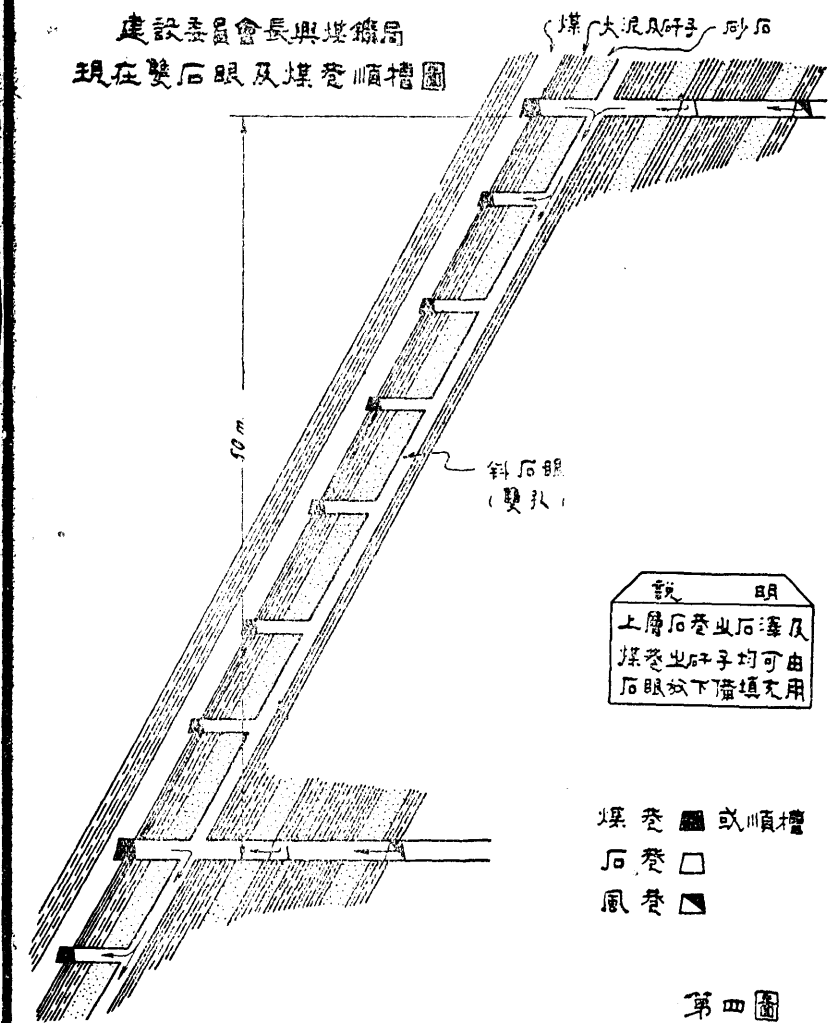 建設委員會長興煤鑛局
現在雙石眼及煤巷順槽圖
煤 火泥及矸子 砂石
50 m
斜石眼
(雙孔)
說明
上層石巷出石渣及
煤巷出矸子均可由
石眼放下備填充用
煤巷 或順槽
石巷
風巷
第四圖